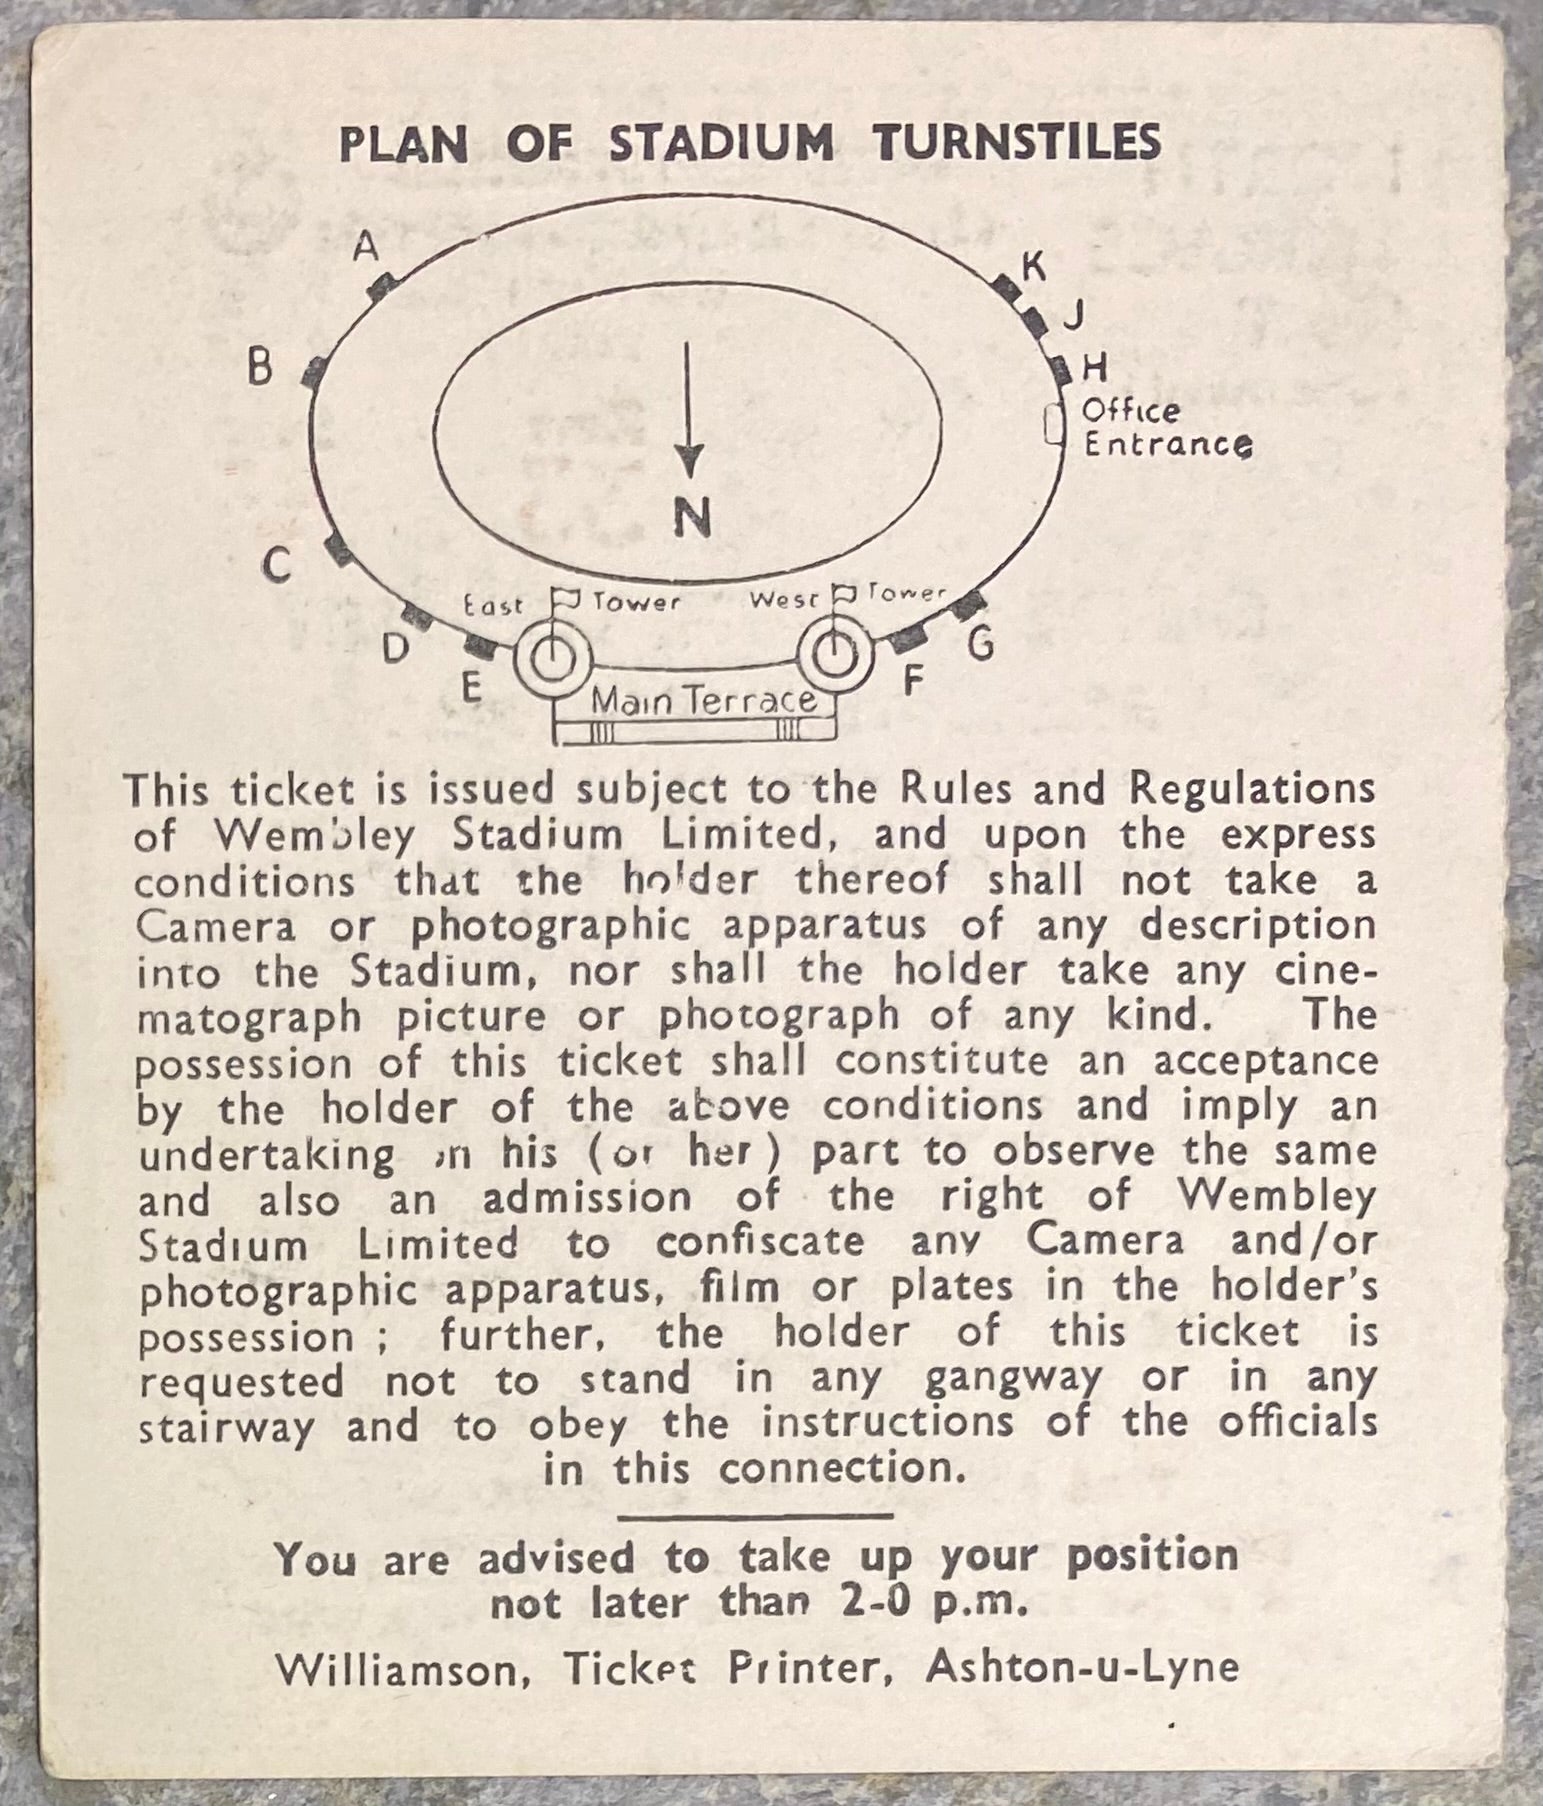 PLAN OF STADIUM TURNSTILES
A
K
J
B
H
Office
Entrance
N
C
East Tower
West Tower
D
G
E
F
Main Terrace
This ticket is issued subject to the Rules and Regulations
of Wembley Stadium Limited, and upon the express
conditions that the holder thereof shall not take a
Camera or photographic apparatus of any description
into the Stadium, nor shall the holder take any cine-
matograph picture or photograph of any kind. The
possession of this ticket shall constitute an acceptance
by the holder of the above conditions and imply an
undertaking on his (or her) part to observe the same
and also an admission of the right of Wembley
Stadium Limited to confiscate any Camera and/or
photographic apparatus, film or plates in the holder's
possession ; further, the holder of this ticket is
requested not to stand in any gangway or in any
stairway and to obey the instructions of the officials
in this connection.
You are advised to take up your position
not later than 2-0 p.m.
Williamson, Ticket Printer, Ashton-u-Lyne